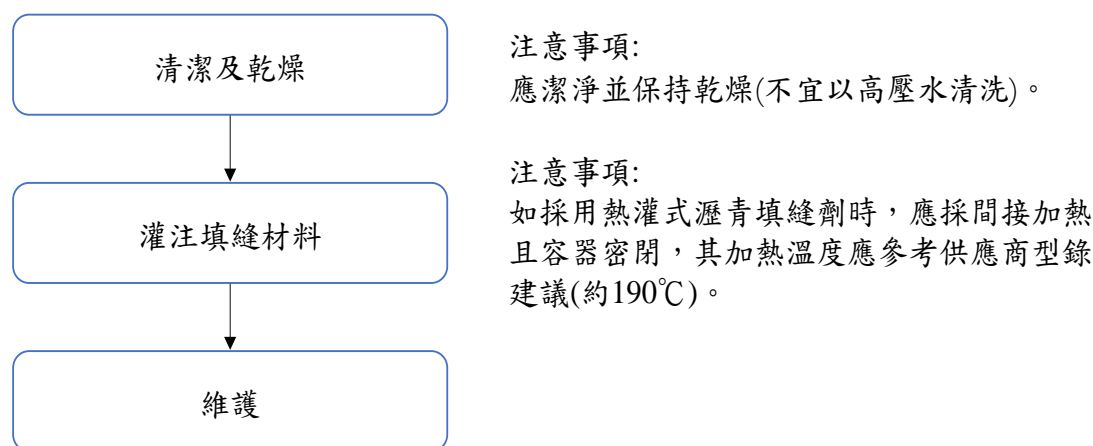 清潔及乾燥
注意事項:
應潔淨並保持乾燥(不宜以高壓水清洗)。
灌注填縫材料
注意事項:
如採用熱灌式瀝青填縫劑時，應採間接加熱
且容器密閉，其加熱溫度應參考供應商型錄
建議(約190℃)。
維護